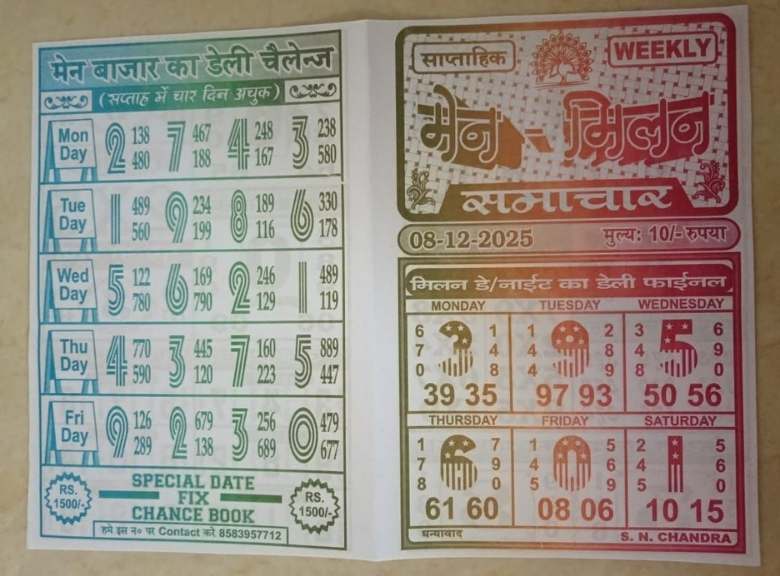 मेन बाजार का डेली चैलेन्ज
(सप्ताह में चार दिन अचुक)
Mon Day 2 138 480 7 467 188 4 248 167 3 238 580
Tue Day 1 489 560 9 234 199 8 189 116 6 330 178
Wed Day 5 122 780 6 169 790 2 246 129 1 489 119
Thu Day 4 770 590 3 445 120 7 160 223 5 889 447
Fri Day 9 126 289 2 679 138 3 256 689 0 479 677
RS. 1500/-
SPECIAL DATE
FIX
CHANCE BOOK
RS. 1500/-
हमे इस न० पर Contact करे 8583957712
साप्ताहिक
WEEKLY
मेन - मिलन
समाचार
08-12-2025 मुल्य: 10/- रुपया
मिलन डे/नाईट का डेली फाईनल
MONDAY TUESDAY WEDNESDAY
6 1 1 2 3 6
7 3 4 4 9 8 4 5 9
0 8 4 9 8 0
39 35 97 93 50 56
THURSDAY FRIDAY SATURDAY
1 7 1 5 2 5
7 6 9 4 0 6 4 1 6
8 0 5 9 6 0
61 60 08 06 10 15
धन्यावाद S. N. CHANDRA